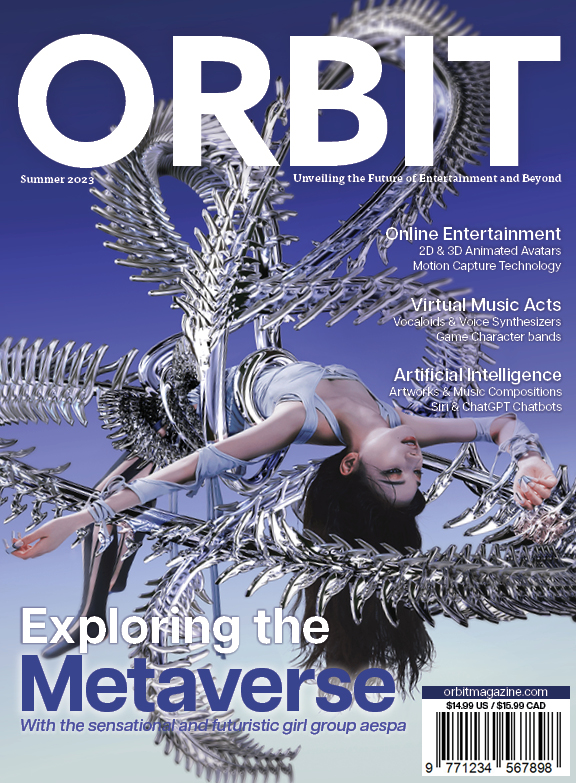 ORBIT
Summer 2023
Unveiling the Future of Entertainment and Beyond
Online Entertainment
2D & 3D Animated Avatars
Motion Capture Technology
Virtual Music Acts
Vocaloids & Voice Synthesizers
Game Character bands
Artificial Intelligence
Artworks & Music Compositions
Siri & ChatGPT Chatbots
Exploring the
Metaverse
With the sensational and futuristic girl group aespa
orbitmagazine.com
$14.99 US / $15.99 CAD
9 771234 567898